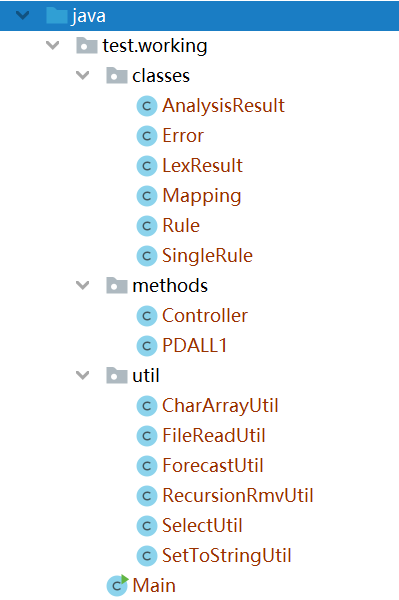 java
test.working
classes
C AnalysisResult
C Error
C LexResult
C Mapping
C Rule
C SingleRule
methods
C Controller
C PDALL1
util
C CharArrayUtil
C FileReadUtil
C ForecastUtil
C RecursionRmvUtil
C SelectUtil
C SetToStringUtil
C Main